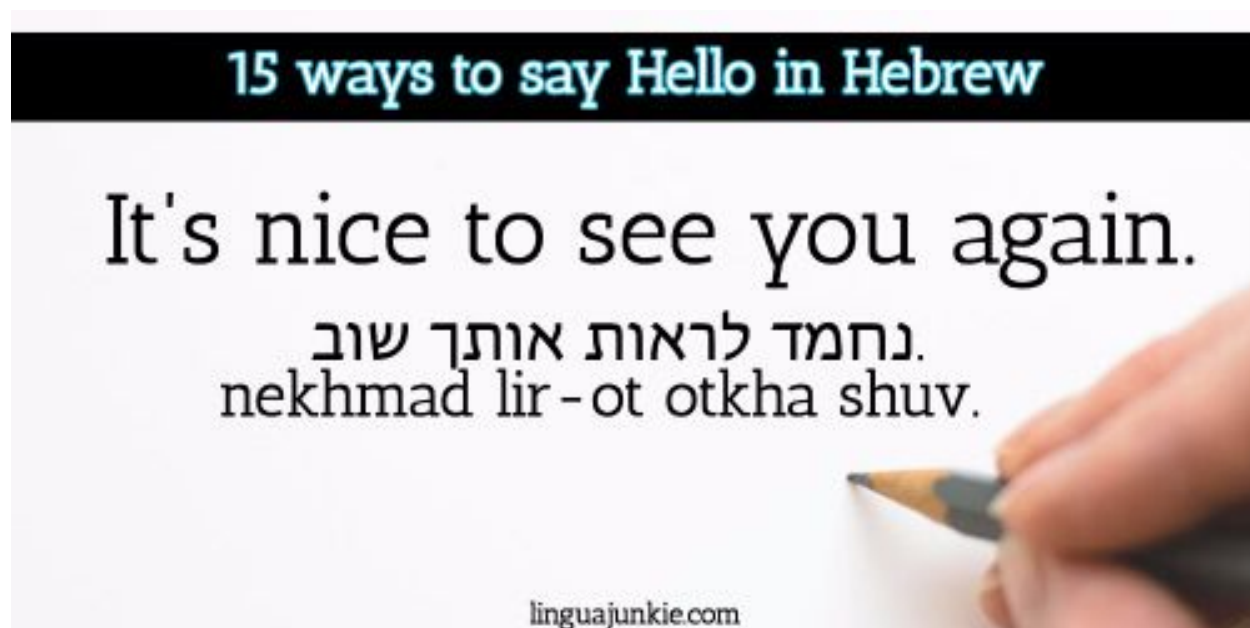 15 ways to say Hello in Hebrew
It's nice to see you again.
נחמד לראות אותך שוב.
nekhmad lir-ot otkha shuv.
linguajunkie.com